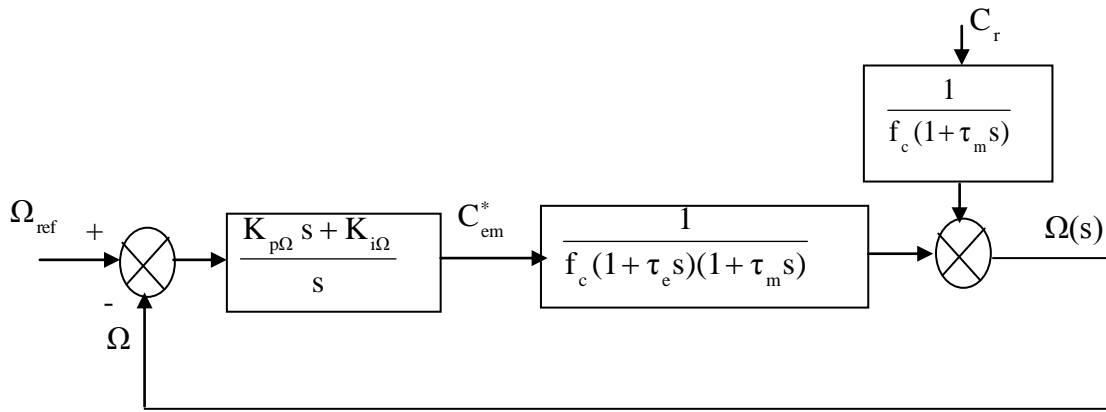 C_r
1
f_c (1 + τ_m s)
Ω_ref
+
K_pΩ s + K_iΩ
s
C*_em
1
f_c (1 + τ_e s)(1 + τ_m s)
Ω(s)
-
Ω